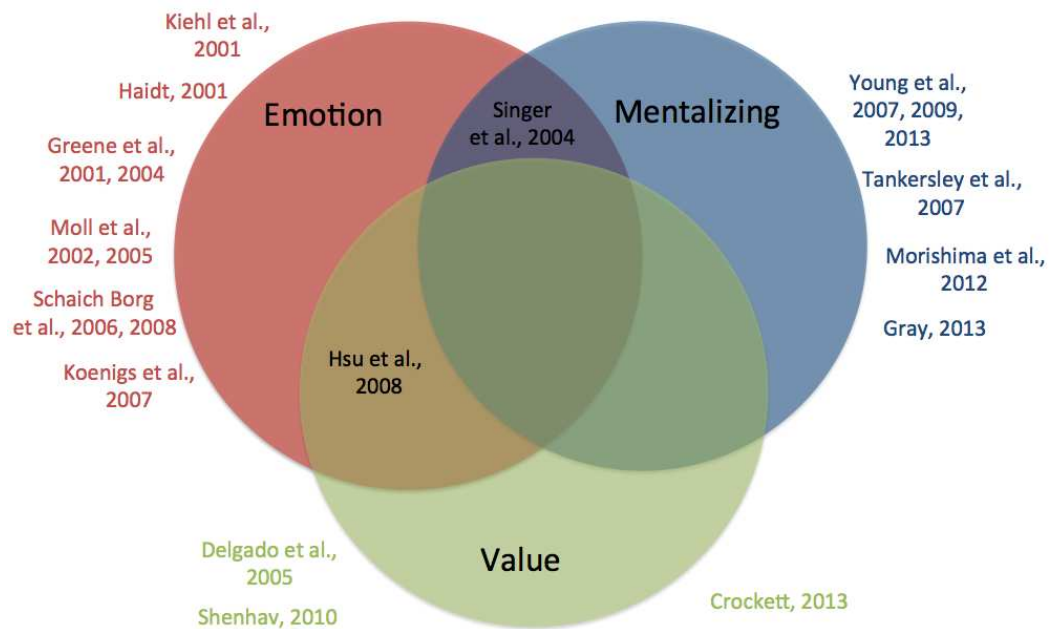 Kiehl et al.,
2001
Haidt, 2001
Greene et al.,
2001, 2004
Moll et al.,
2002, 2005
Schaich Borg
et al., 2006, 2008
Koenigs et al.,
2007
Emotion
Singer
et al., 2004
Mentalizing
Hsu et al.,
2008
Young et al.,
2007, 2009,
2013
Tankersley et al.,
2007
Morishima et al.,
2012
Gray, 2013
Delgado et al.,
2005
Shenhav, 2010
Value
Crockett, 2013